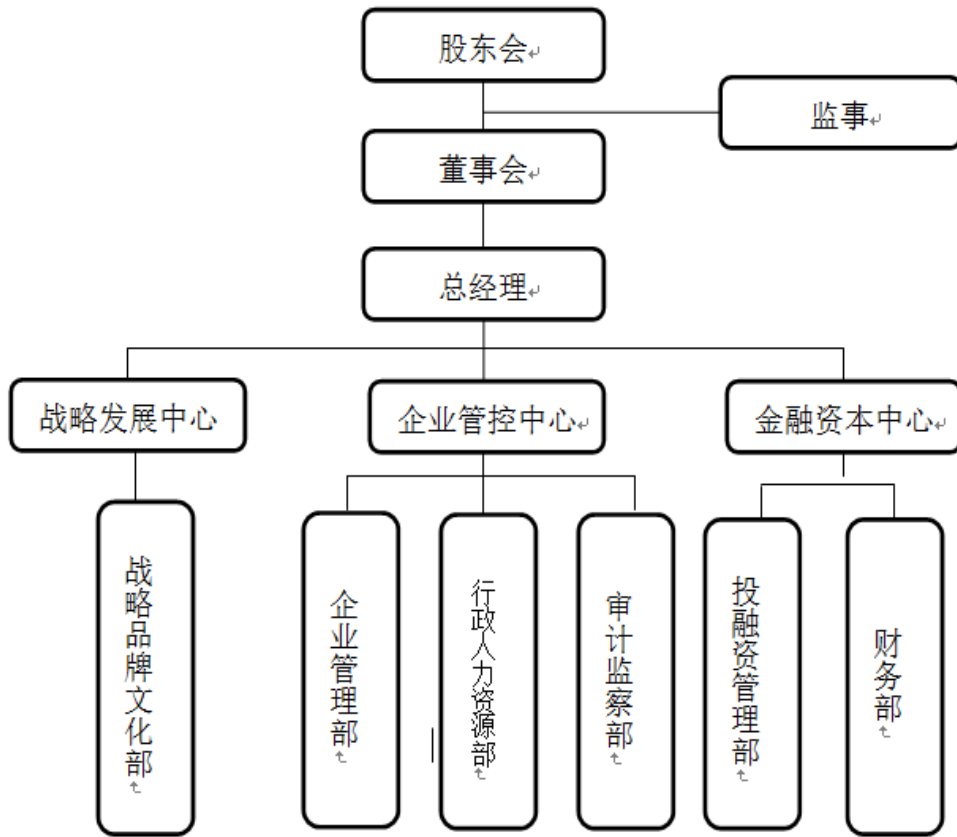 股东会
监事
董事会
总经理
战略发展中心
企业管控中心
金融资本中心
战略品牌文化部
企业管理部
行政人力资源部
审计监察部
投融资管理部
财务部